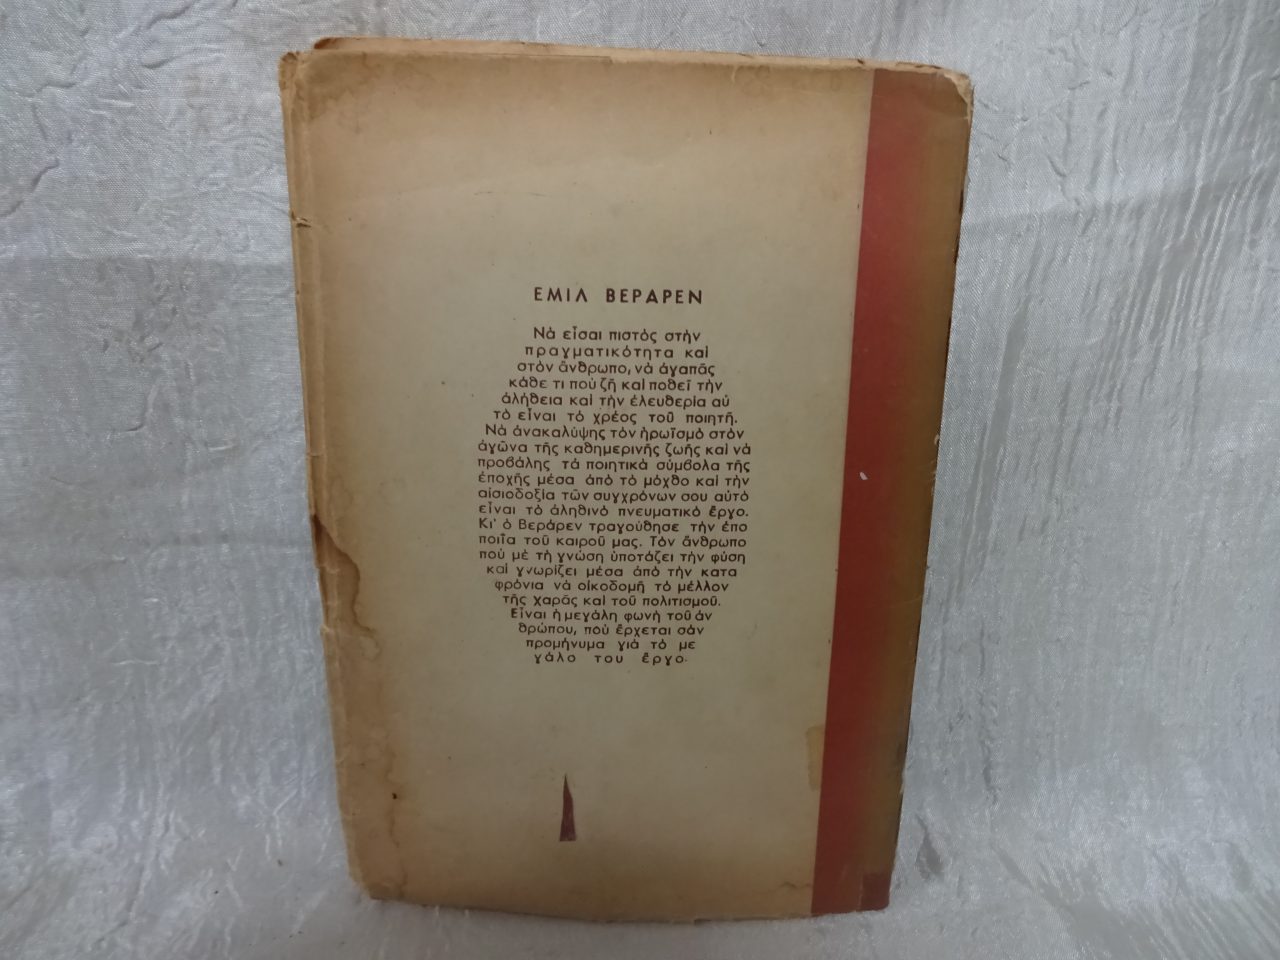 ΕΜΙΛ ΒΕΡΑΡΕΝ
Νὰ εἶσαι πιστὸς στὴν
πραγματικότητα καὶ
στὸν ἄνθρωπο, νὰ ἀγαπᾶς
κάθε τι ποὺ ζῆ καὶ ποθεῖ τὴν
ἀλήθεια καὶ τὴν ἐλευθερία αὐ
τὸ εἶναι τὸ χρέος τοῦ ποιητῆ.
Νὰ ἀνακαλύψης τὸν ἡρωϊσμὸ στὸν
ἀγῶνα τῆς καθημερινῆς ζωῆς καὶ νὰ
προβάλης τὰ ποιητικὰ σύμβολα τῆς
ἐποχῆς μέσα ἀπὸ τὸ μόχθο καὶ τὴν
αἰσιοδοξία τῶν συγχρόνων σου αὐτὸ
εἶναι τὸ ἀληθινὸ πνευματικὸ ἔργο.
Κι' ὁ Βεράρεν τραγούθησε τὴν ἐπο
ποιΐα τοῦ καιροῦ μας. Τὸν ἄνθρωπο
ποὺ μὲ τὴ γνώση ὑποτάζει τὴν φύση
καὶ γνωρίζει μέσα ἀπὸ τὴν κατα
φρόνια νὰ οἰκοδομῆ τὸ μέλλον
τῆς χαρᾶς καὶ τοῦ πολιτισμοῦ.
Εἶναι ἡ μεγάλη φωνὴ τοῦ ἀν
θρώπου, ποὺ ἔρχεται σὰν
προμήνυμα γιὰ τὸ με
γάλο του ἔργο.